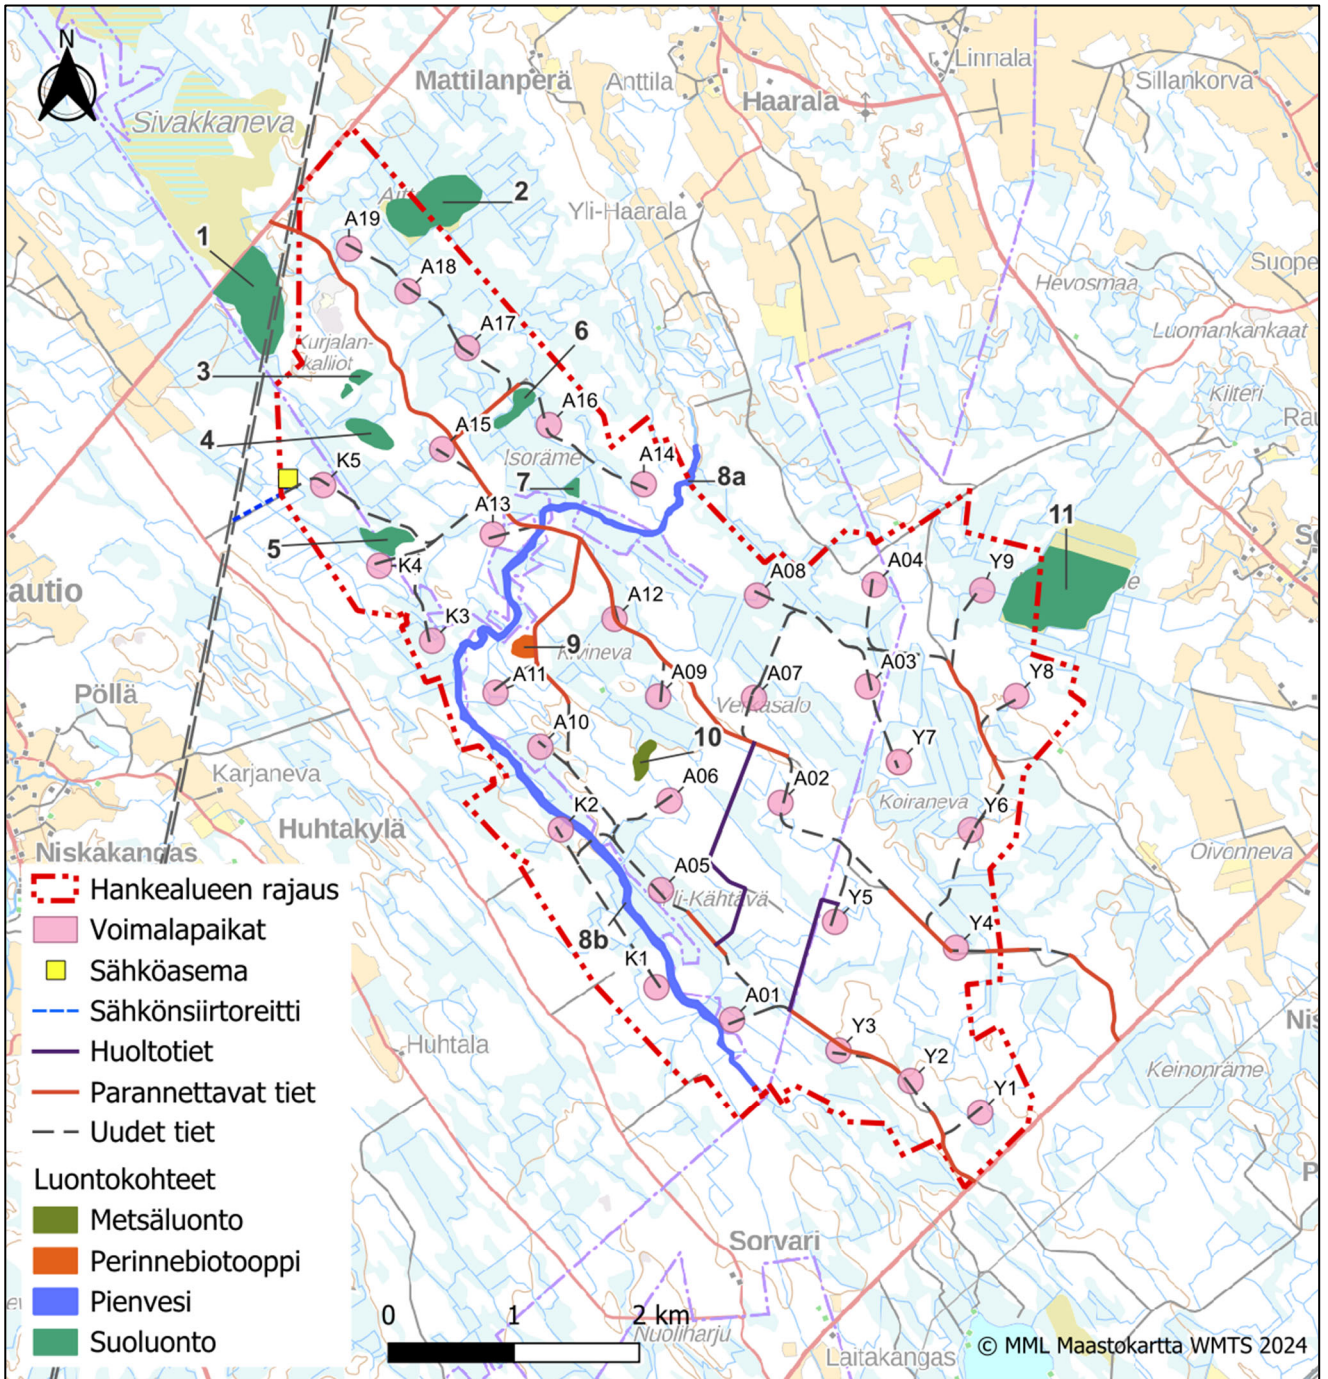 N
Mattilanperä
Anttila
Haarala
Linnala
Sillankorva
Sivakkaneva
2
Yli-Haarala
1
A19
A18
Suope
Hevosmaa
A17
6
Luomankankaat
Kurjalan-
kalliot
3
Kilteri
Rau
4
A16
A15
Isoräme
A14
K5
7
8a
A13
11
5
K4
A08
A04
Y9
autio
K3
A12
9
Kivineva
A03
Pöllä
A11
A09
A07
Y8
A10
10
Y7
Karjaneva
A06
A02
Koiraneva
Y6
K2
Huhtakylä
Niskakangas
Oivonneva
A05
li-Kähtävä
Y5
Y4
8b
K1
A01
Nis
Y3
Huhtala
Y2
Keinonräme
Y1
Hankealueen rajaus
Voimalapaikat
Sähköasema
Sähkönsiirtoreitti
Huoltotiet
Parannettavat tiet
Uudet tiet
Luontokohteet
Metsäluonto
Perinnebiotooppi
Pienvesi
Suoluonto
Sorvari
0 1 2 km
Nuoliharju
Laitakangas
© MML Maastokartta WMTS 2024